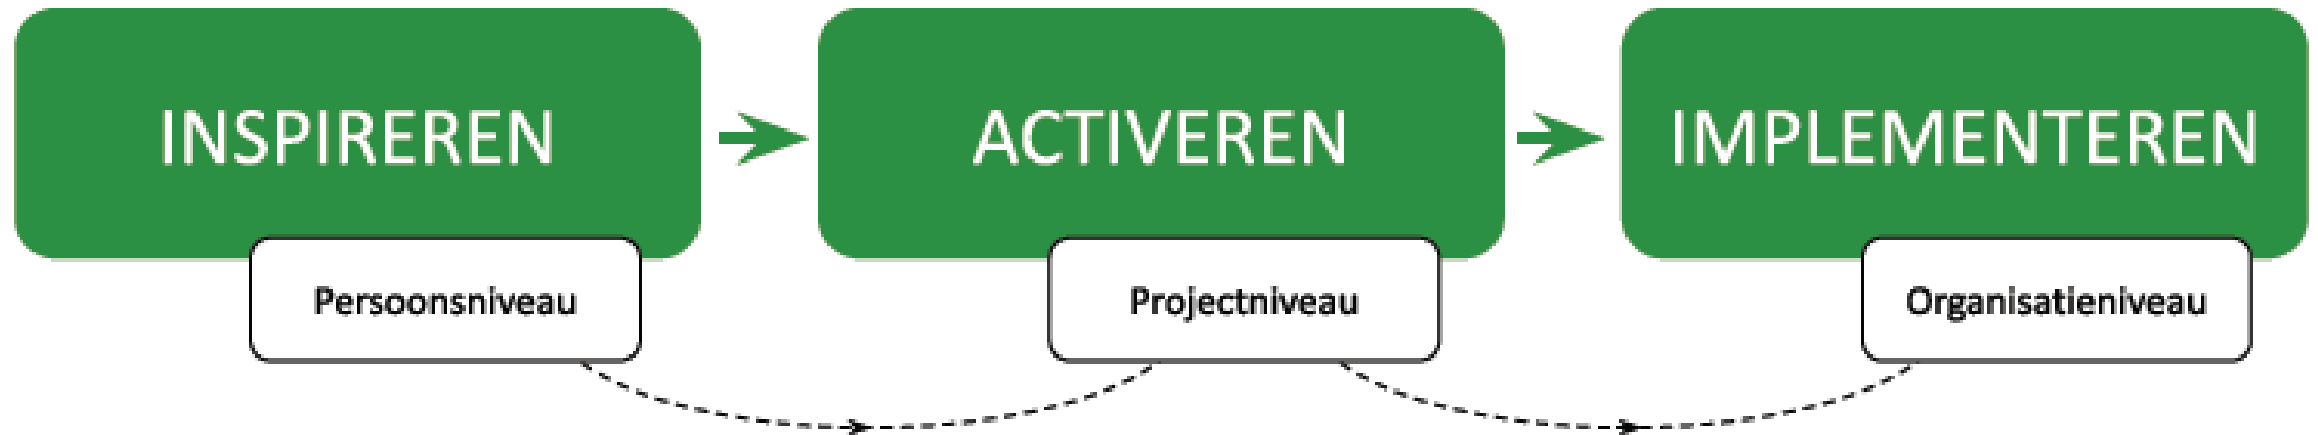 INSPIREREN
ACTIVEREN
IMPLEMENTEREN
Persoonsniveau
Projectniveau
Organisatieniveau